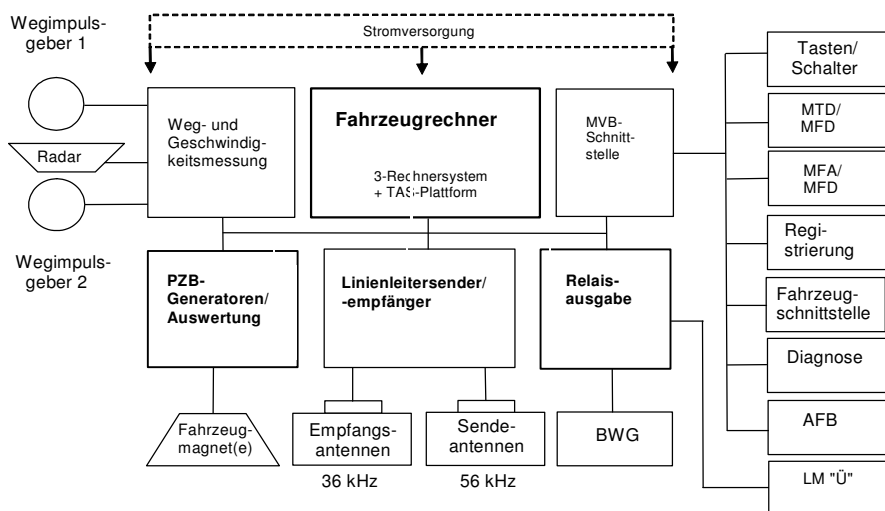 Wegimpuls-
geber 1
Stromversorgung
Weg- und
Geschwindig-
keitsmessung
Radar
Fahrzeugrechner
3-Rechnersystem
+ TAS-Plattform
MVB-
Schnitt-
stelle
Tasten/
Schalter
MTD/
MFD
MFA/
MFD
Regi-
strierung
Fahrzeug-
schnittstelle
Diagnose
AFB
LM "Ü"
Wegimpuls-
geber 2
PZB-
Generatoren/
Auswertung
Linienleitersender/
-empfänger
Relais-
ausgabe
Fahrzeug-
magnet(e)
Empfangs-
antennen
36 kHz
Sende-
antennen
56 kHz
BWG